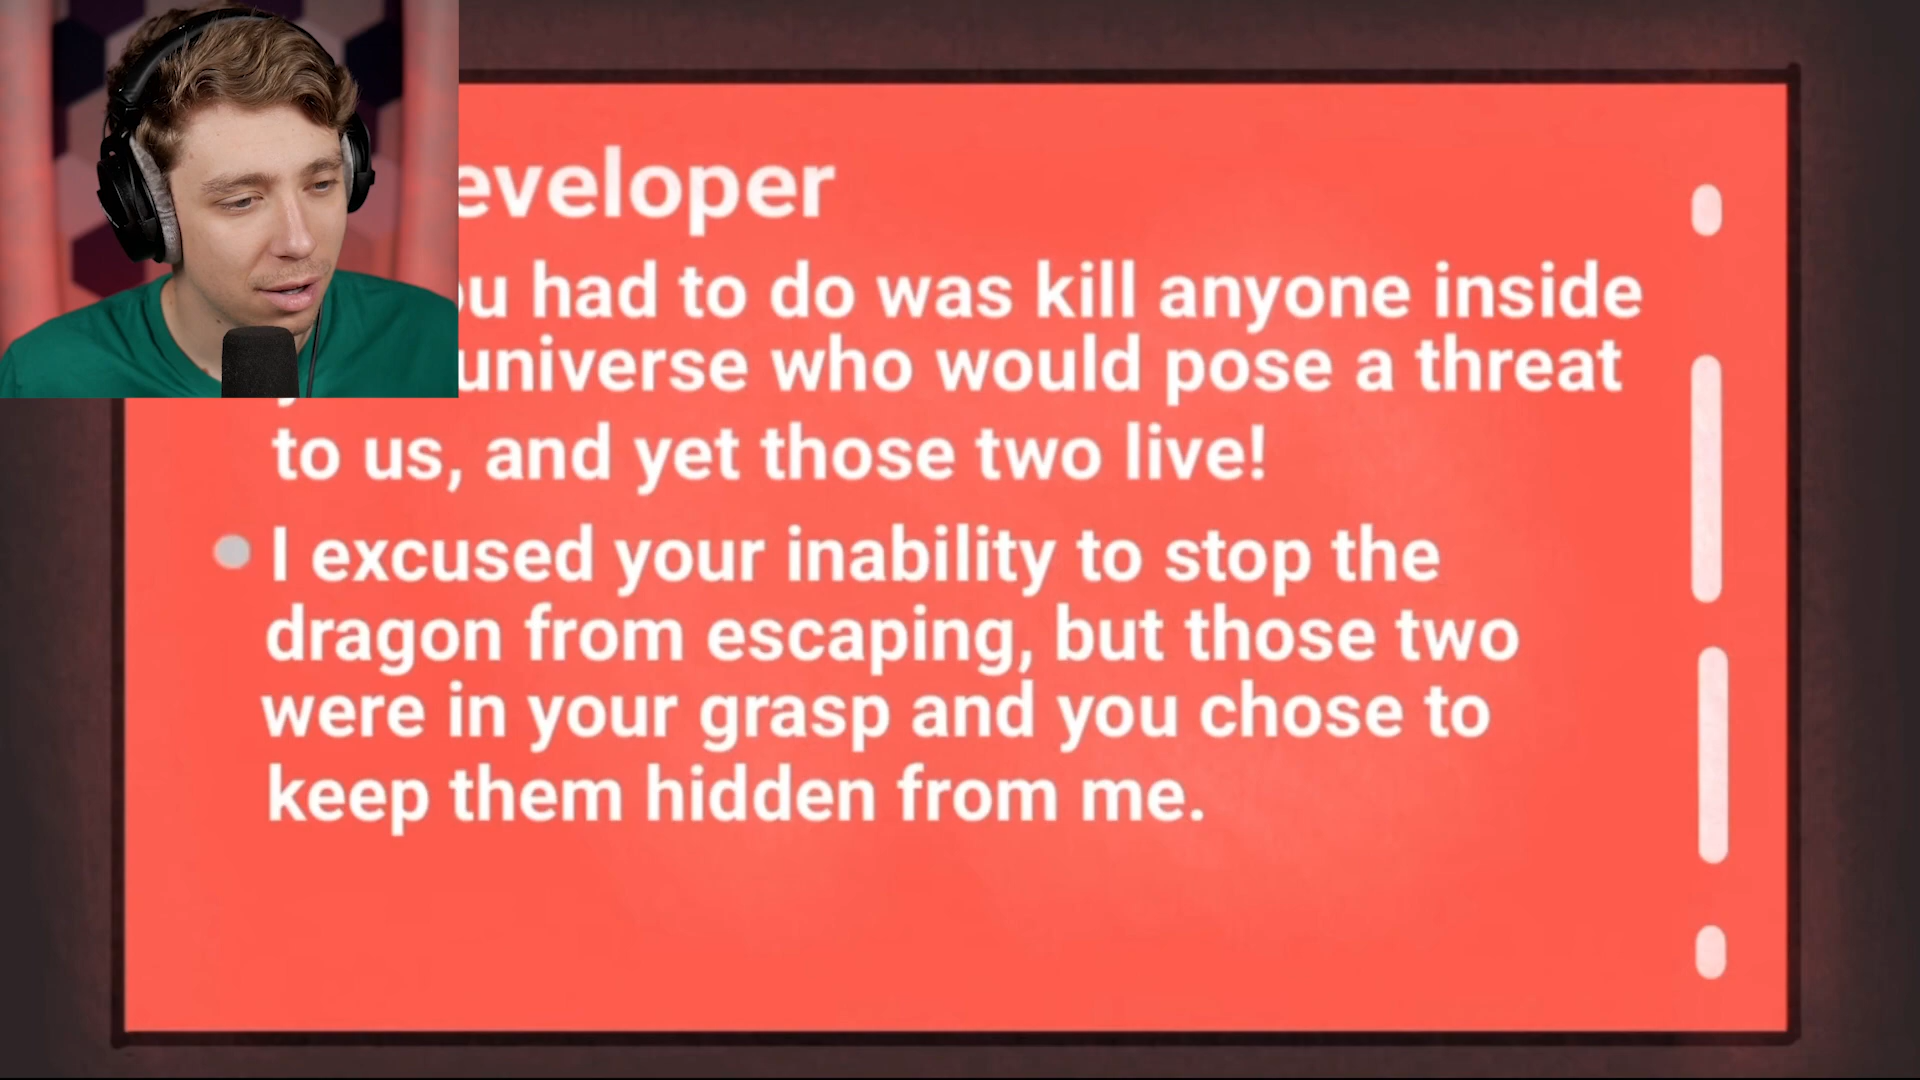 had to do was kill anyone inside
universe who would pose a threat
to us, and yet those two live!
I excused your inability to stop the
dragon from escaping, but those two
were in your grasp and you chose to
keep them hidden from me.